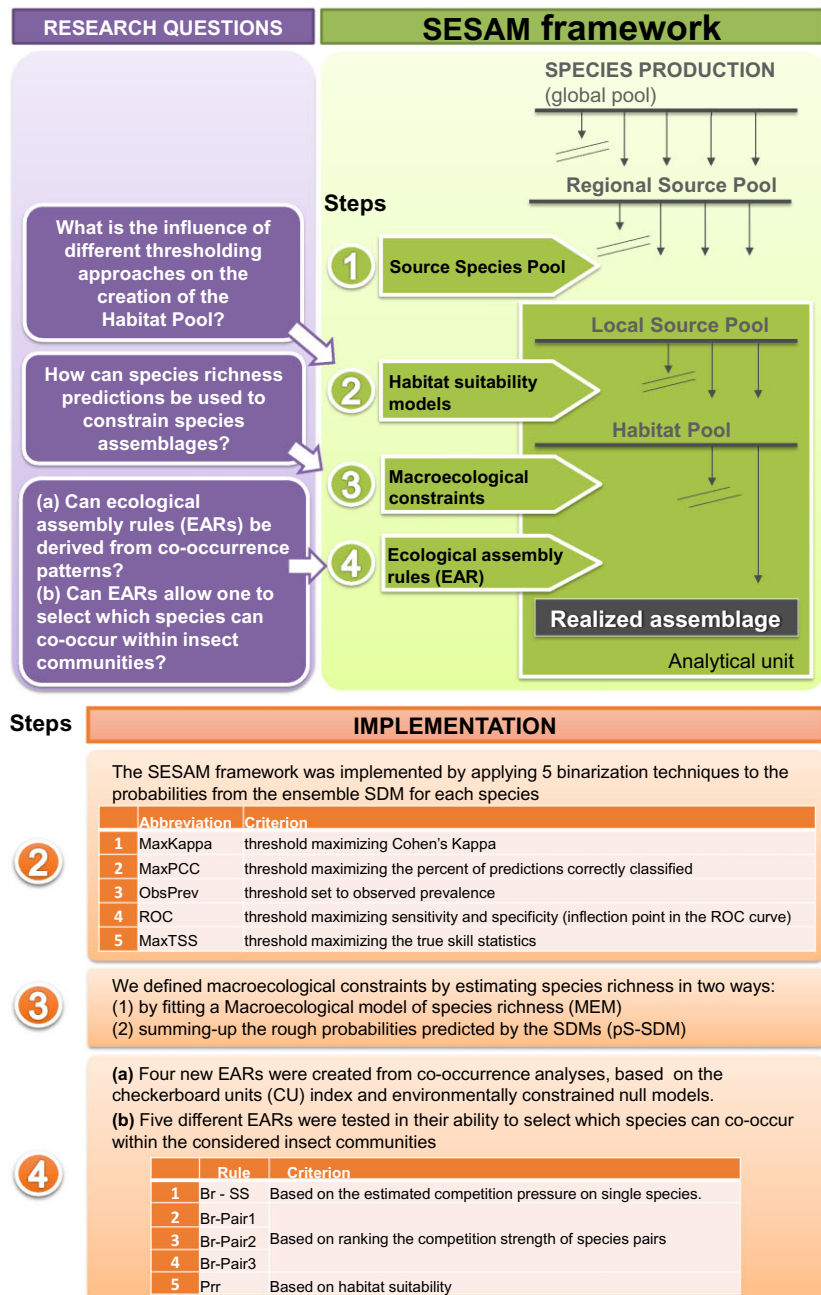 RESEARCH QUESTIONS
SESAM framework
SPECIES PRODUCTION
(global pool)
Regional Source Pool
Steps
What is the influence of
different thresholding
approaches on the
creation of the
Habitat Pool?
1
Source Species Pool
Local Source Pool
How can species richness
predictions be used to
constrain species
assemblages?
2
Habitat suitability
models
Habitat Pool
3
Macroecological
constraints
(a) Can ecological
assembly rules (EARs) be
derived from co-occurrence
patterns?
(b) Can EARs allow one to
select which species can
co-occur within insect
communities?
4
Ecological assembly
rules (EAR)
Realized assemblage
Analytical unit
Steps
IMPLEMENTATION
2
The SESAM framework was implemented by applying 5 binarization techniques to the
probabilities from the ensemble SDM for each species
Abbreviation Criterion
1 MaxKappa threshold maximizing Cohen's Kappa
2 MaxPCC threshold maximizing the percent of predictions correctly classified
3 ObsPrev threshold set to observed prevalence
4 ROC threshold maximizing sensitivity and specificity (inflection point in the ROC curve)
5 MaxTSS threshold maximizing the true skill statistics
3
We defined macroecological constraints by estimating species richness in two ways:
(1) by fitting a Macroecological model of species richness (MEM)
(2) summing-up the rough probabilities predicted by the SDMs (pS-SDM)
4
(a) Four new EARs were created from co-occurrence analyses, based on the
checkerboard units (CU) index and environmentally constrained null models.
(b) Five different EARs were tested in their ability to select which species can co-occur
within the considered insect communities
Rule Criterion
1 Br - SS Based on the estimated competition pressure on single species.
2 Br-Pair1
3 Br-Pair2 Based on ranking the competition strength of species pairs
4 Br-Pair3
5 Prr Based on habitat suitability